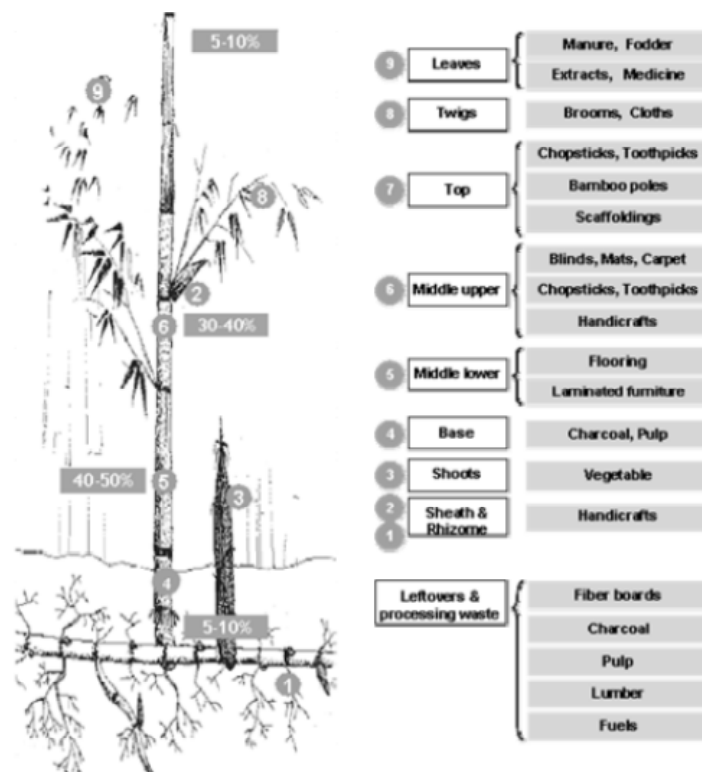 5-10%
9
8
2
6
30-40%
40-50%
5
3
4
5-10%
1
9 Leaves
Manure, Fodder
Extracts, Medicine
8 Twigs
Brooms, Cloths
7 Top
Chopsticks, Toothpicks
Bamboo poles
Scaffoldings
6 Middle upper
Blinds, Mats, Carpet
Chopsticks, Toothpicks
Handicrafts
5 Middle lower
Flooring
Laminated furniture
4 Base
Charcoal, Pulp
3 Shoots
Vegetable
2
1
Sheath &
Rhizome
Handicrafts
Leftovers &
processing waste
Fiber boards
Charcoal
Pulp
Lumber
Fuels